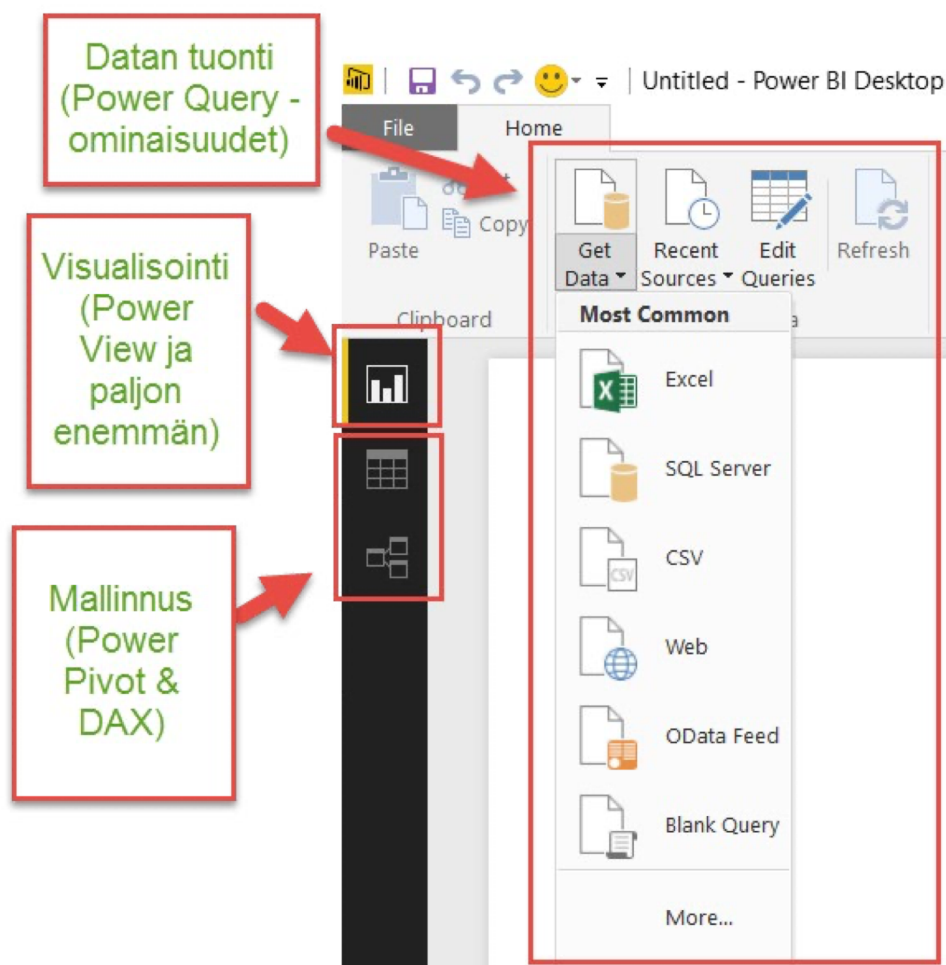 Datan tuonti
(Power Query -
ominaisuudet)
Untitled - Power BI Desktop
File
Home
Paste
Copy
Clipboard
Get
Data
Recent
Sources
Edit
Queries
Refresh
Most Common
Excel
SQL Server
CSV
CSV
Web
OData Feed
Blank Query
More...
Visualisointi
(Power
View ja
paljon
enemmän)
Mallinnus
(Power
Pivot &
DAX)